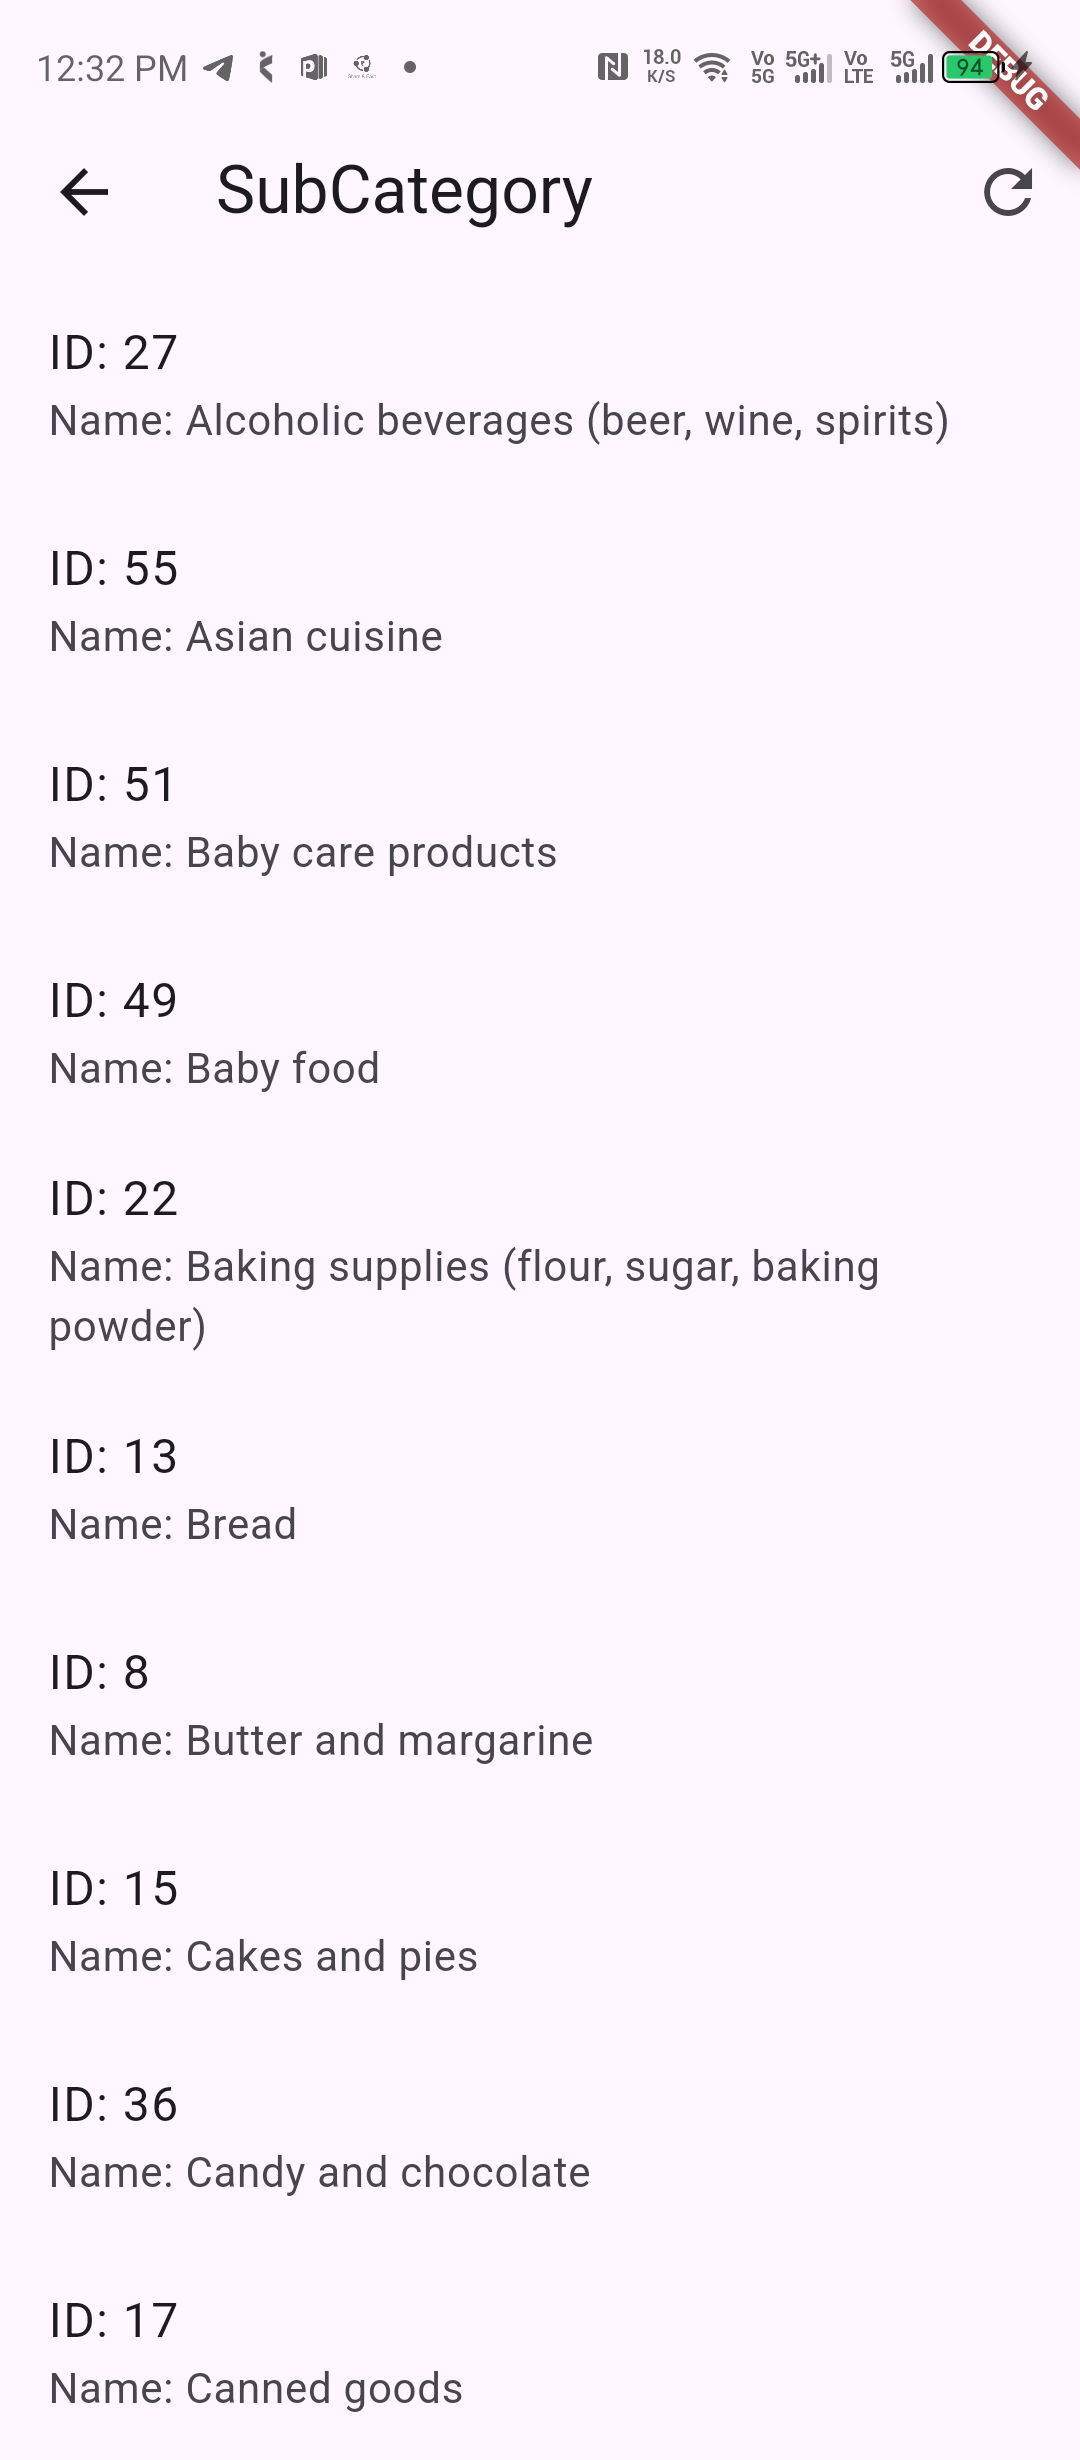 12:32 PM
18.0
K/S
Vo
5G
5G+
Vo
LTE
5G
94
DEBUG
SubCategory
ID: 27
Name: Alcoholic beverages (beer, wine, spirits)
ID: 55
Name: Asian cuisine
ID: 51
Name: Baby care products
ID: 49
Name: Baby food
ID: 22
Name: Baking supplies (flour, sugar, baking
powder)
ID: 13
Name: Bread
ID: 8
Name: Butter and margarine
ID: 15
Name: Cakes and pies
ID: 36
Name: Candy and chocolate
ID: 17
Name: Canned goods